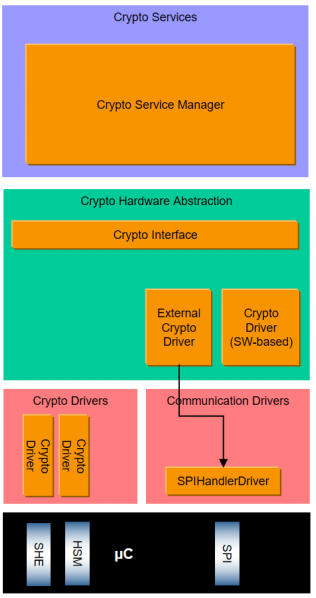 Crypto Services
Crypto Service Manager
Crypto Hardware Abstraction
Crypto Interface
External
Crypto
Driver
Crypto
Driver
(SW-based)
Crypto Drivers
Crypto
Driver
Crypto
Driver
Communication Drivers
SPIHandlerDriver
SHE
HSM
µC
SPI